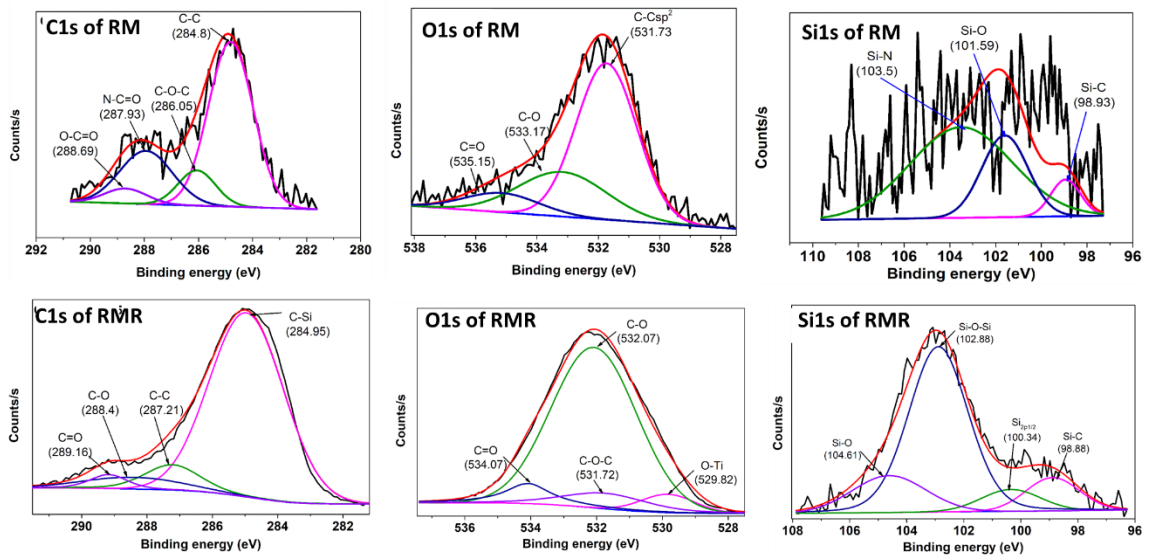 C1s of RM
C-C
(284.8)
N-C=O
(287.93)
C-O-C
(286.05)
O-C=O
(288.69)
Counts/s
292 290 288 286 284 282 280
Binding energy (eV)
O1s of RM
C-Csp²
(531.73
C-O
(533.17)
C=O
(535.15)
Counts/s
538 536 534 532 530 528
Binding energy (eV)
Si1s of RM
Si-O
(101.59)
Si-N
(103.5)
Si-C
(98.93)
Counts/s
110 108 106 104 102 100 98 96
Binding energy (eV)
C1s of RMR
C-Si
(284.95)
C-O
(288.4)
C-C
(287.21)
C=O
(289.16)
Counts/s
290 288 286 284 282
Binding energy (eV)
O1s of RMR
C-O
(532.07)
C=O
(534.07)
C-O-C
(531.72)
O-Ti
(529.82)
Counts/s
536 534 532 530 528
Binding energy (eV)
Si1s of RMR
Si-O-Si
(102.88)
Si2p1/2
(100.34)
Si-C
(98.88)
Si-O
(104.61)
Counts/s
108 106 104 102 100 98 96
Binding energy (eV)